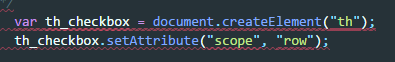 */
var th_checkbox = document.createElement("th");
th_checkbox.setAttribute("scope", "row");